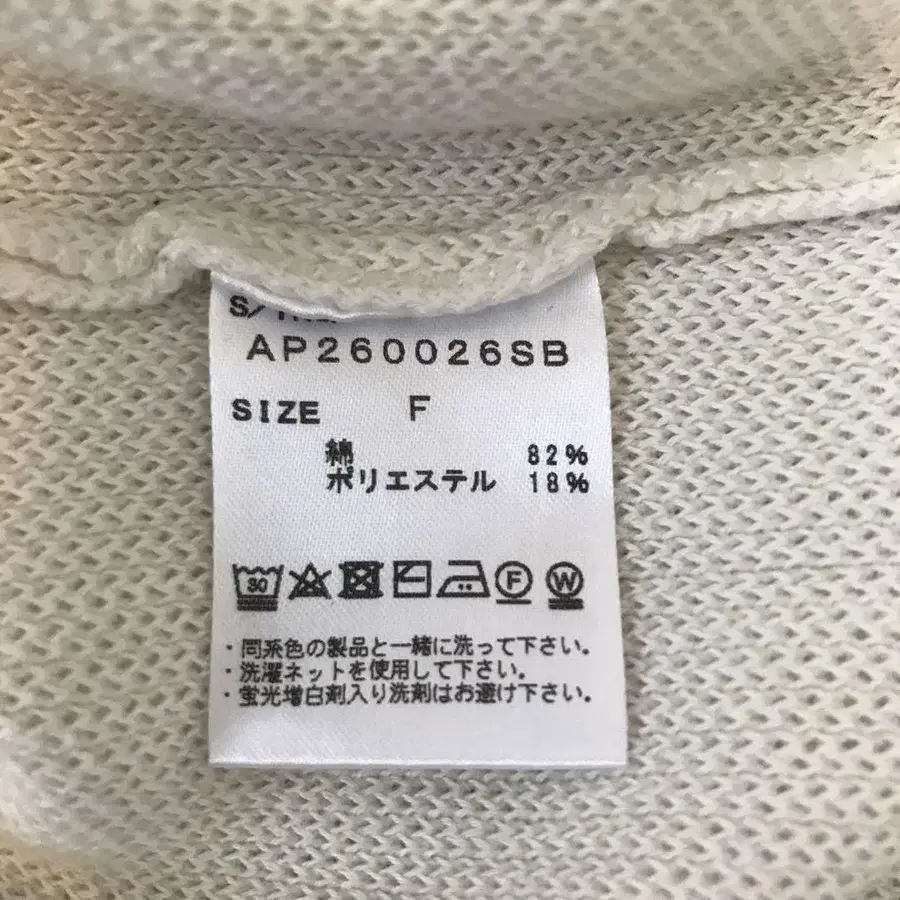 AP260026SB
SIZE F
綿 82%
ポリエステル 18%
30 F W
・同系色の製品と一緒に洗って下さい。
・洗濯ネットを使用して下さい。
・蛍光増白剤入り洗剤はお避け下さい。